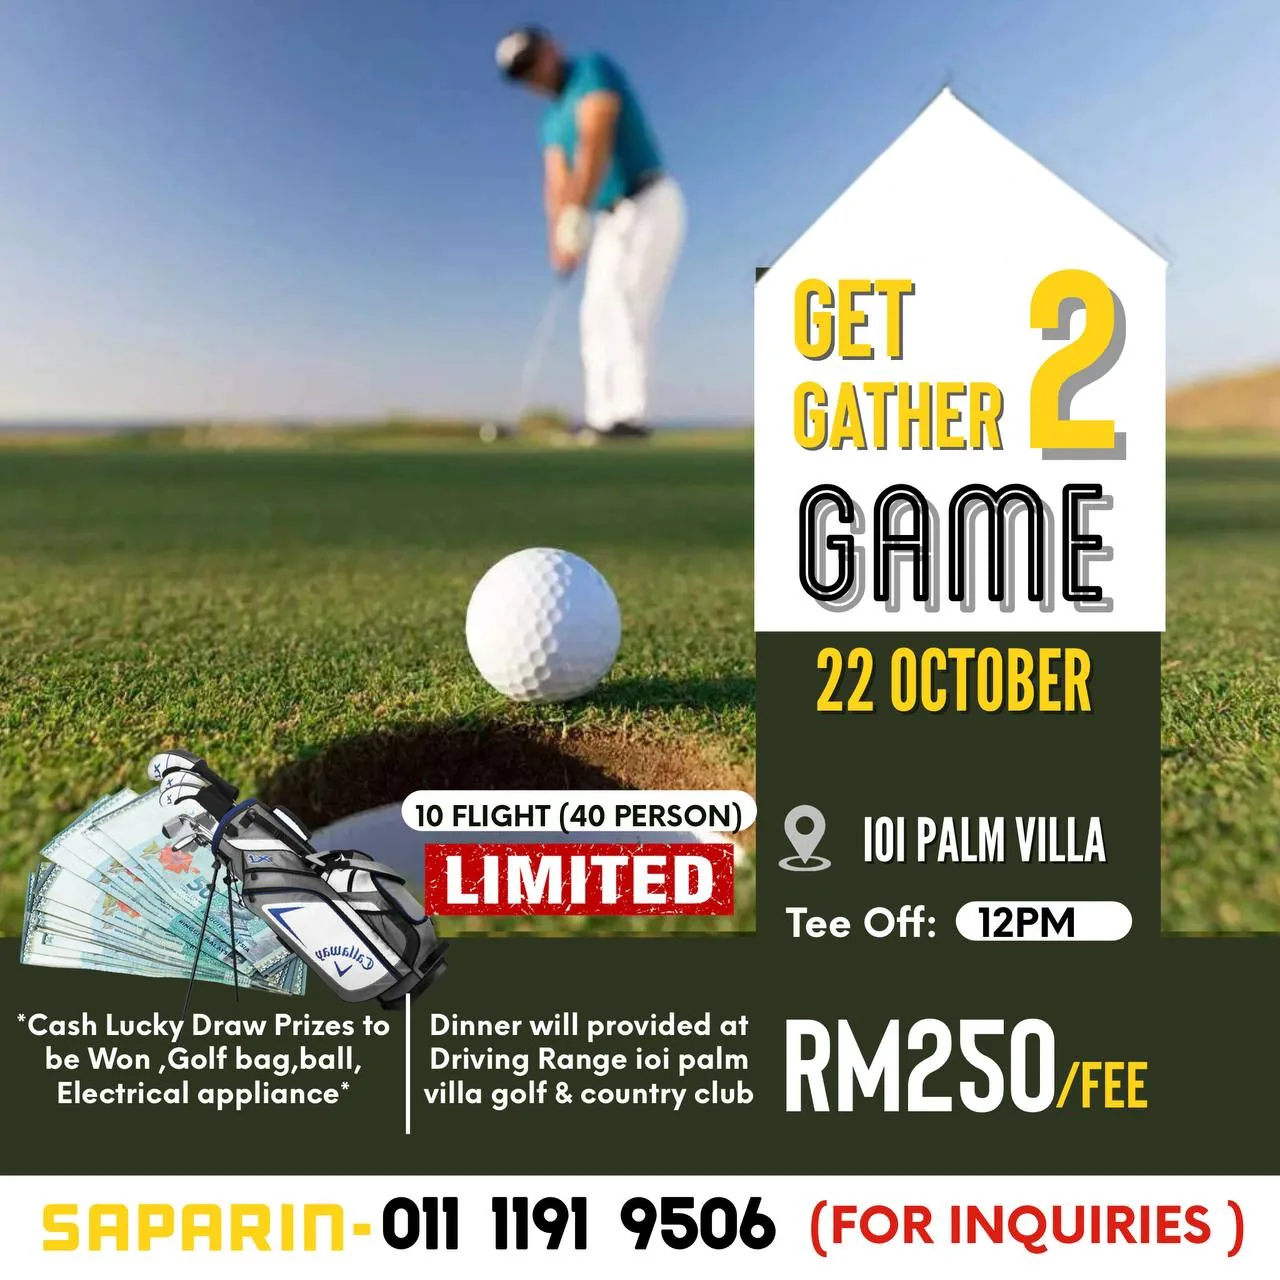 GET
GATHER 2
GAME
22 OCTOBER
IOI PALM VILLA
Tee Off: 12PM
10 FLIGHT (40 PERSON)
LIMITED
LX
Callaway
*Cash Lucky Draw Prizes to
be Won ,Golf bag,ball,
Electrical appliance*
Dinner will provided at
Driving Range ioi palm
villa golf & country club
RM250/FEE
SAPARIN-011 1191 9506 (FOR INQUIRIES )